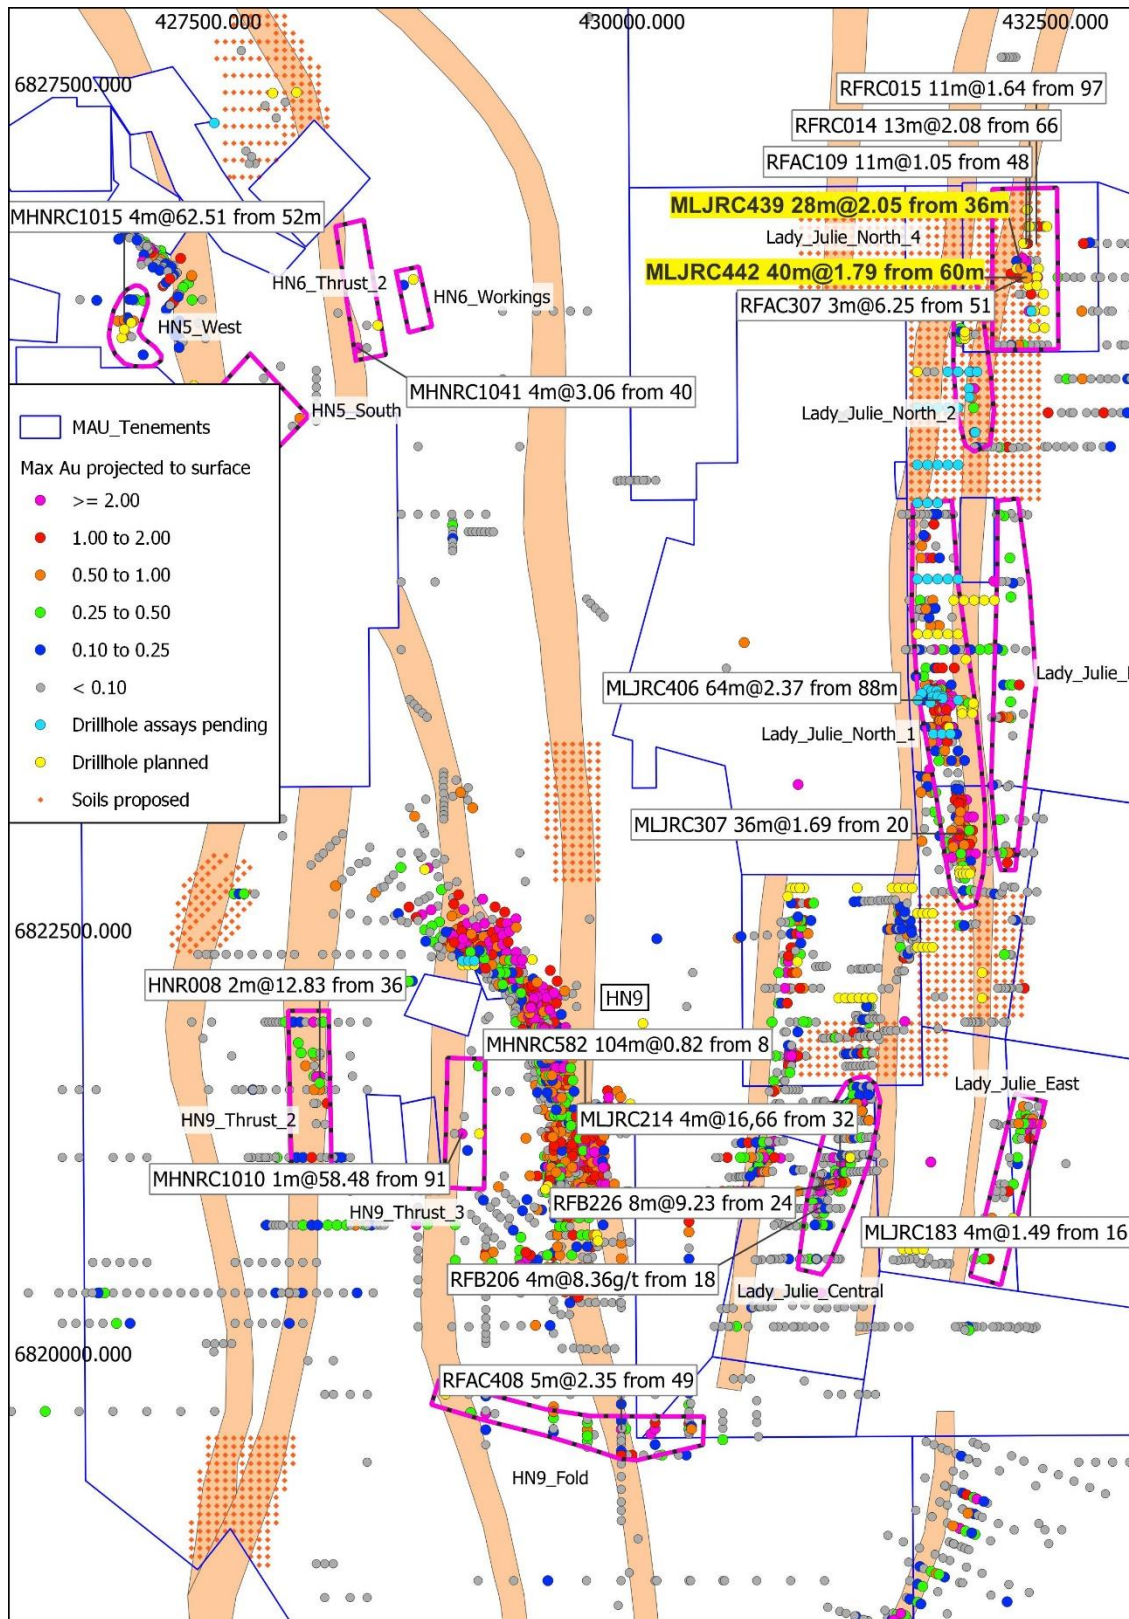 427500.000
430000.000
432500.000
6827500.000
RFRC015 11m@1.64 from 97
RFRC014 13m@2.08 from 66
RFAC109 11m@1.05 from 48
MLJRC439 28m@2.05 from 36m
MHNRC1015 4m@62.51 from 52m
Lady_Julie_North_4
MLJRC442 40m@1.79 from 60m
HN6_Thrust_2
HN6_Workings
RFAC307 3m@6.25 from 51
HN5_West
MHNRC1041 4m@3.06 from 40
HN5_South
Lady_Julie_North_2
MAU_Tenements
Max Au projected to surface
>= 2.00
1.00 to 2.00
0.50 to 1.00
0.25 to 0.50
0.10 to 0.25
< 0.10
Drillhole assays pending
Drillhole planned
Soils proposed
Lady_Julie_
MLJRC406 64m@2.37 from 88m
Lady_Julie_North_1
MLJRC307 36m@1.69 from 20
6822500.000
HNR008 2m@12.83 from 36
HN9
MHNRC582 104m@0.82 from 8
Lady_Julie_East
HN9_Thrust_2
MLJRC214 4m@16,66 from 32
MHNRC1010 1m@58.48 from 91
RFB226 8m@9.23 from 24
HN9_Thrust_3
MLJRC183 4m@1.49 from 16
RFB206 4m@8.36g/t from 18
Lady_Julie_Central
6820000.000
RFAC408 5m@2.35 from 49
HN9_Fold